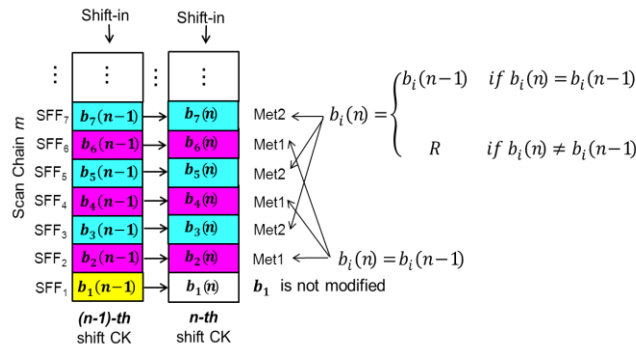 Shift-in Shift-in
Scan Chain m
⋮ ⋮ ⋮ ⋮
SFF7 b7(n−1) b7(n) Met2
SFF6 b6(n−1) b6(n) Met1
SFF5 b5(n−1) b5(n) Met2
SFF4 b4(n−1) b4(n) Met1
SFF3 b3(n−1) b3(n) Met2
SFF2 b2(n−1) b2(n) Met1
SFF1 b1(n−1) b1(n) b1 is not modified
(n-1)-th n-th
shift CK shift CK
bi(n−1) if bi(n) = bi(n−1)
bi(n) = {
R if bi(n) ≠ bi(n−1)
bi(n) = bi(n−1)